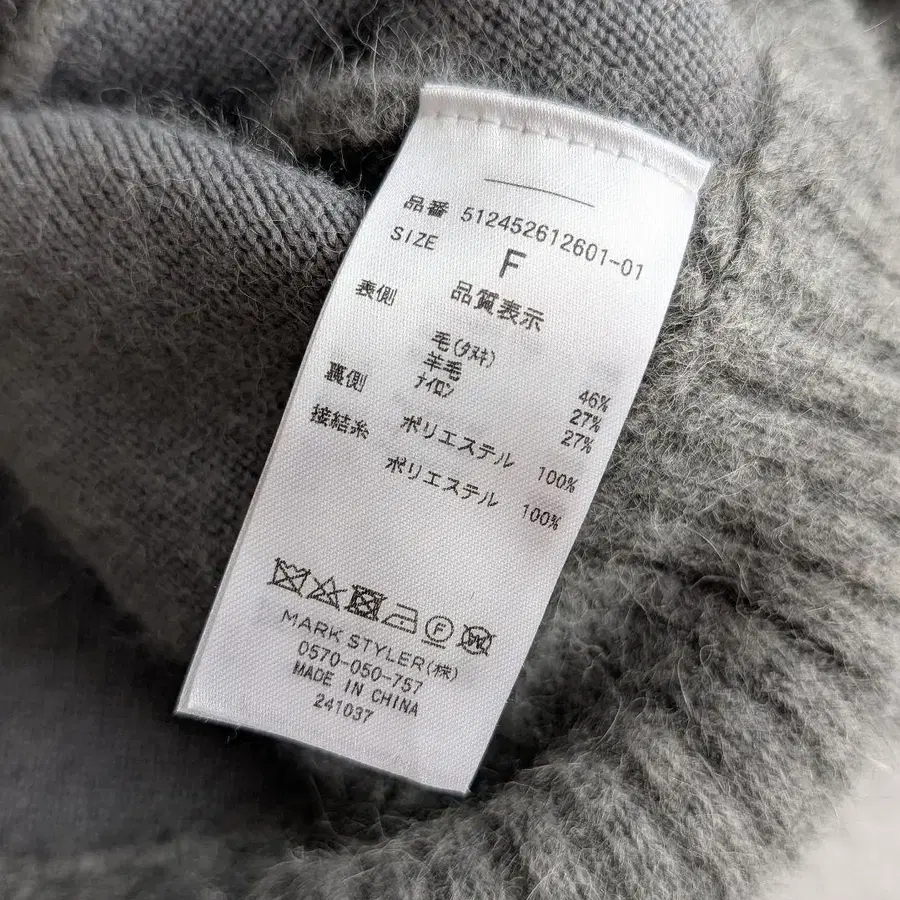 品番 512452612601-01
SIZE F
品質表示
表側
毛(タヌキ) 46%
羊毛 27%
ナイロン 27%
裏側 ポリエステル 100%
接結糸 ポリエステル 100%
F
W
MARK STYLER(株)
0570-050-757
MADE IN CHINA
241037